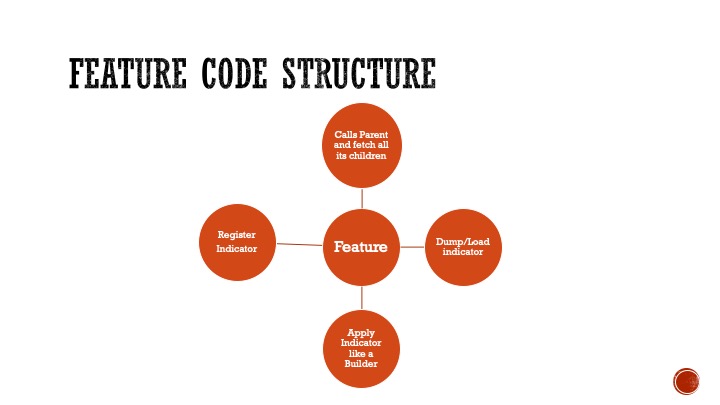 FEATURE CODE STRUCTURE
Calls Parent
and fetch all
its children
Register
Indicator
Feature
Dump/Load
indicator
Apply
Indicator
like a
Builder